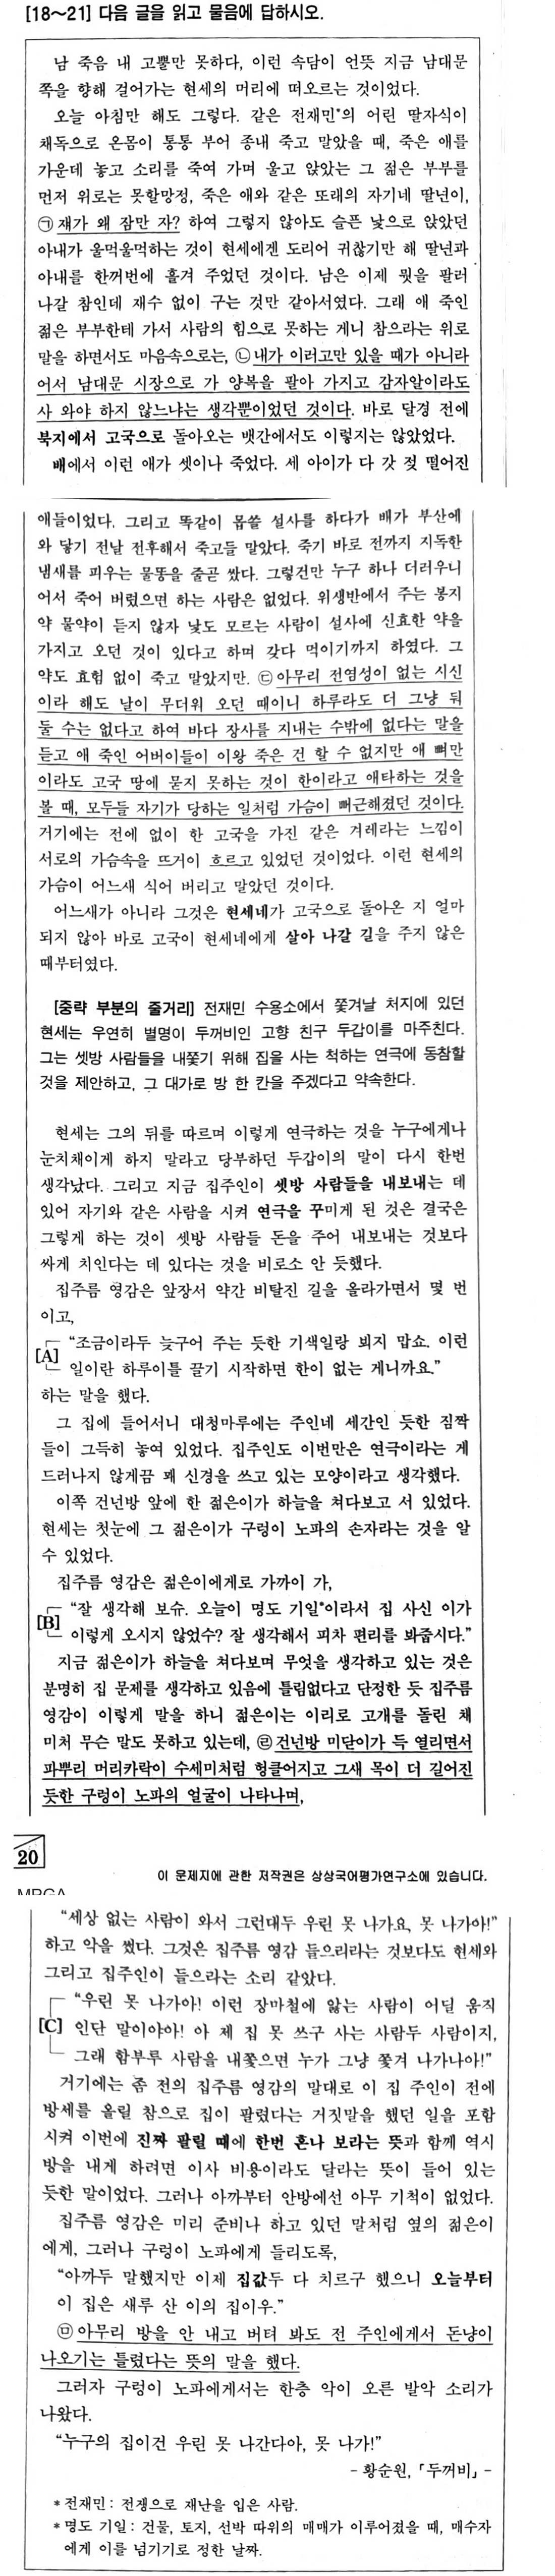 [18~21] 다음 글을 읽고 물음에 답하시오.
남 죽음 내 고뿔만 못하다, 이런 속담이 언뜻 지금 남대문
쪽을 향해 걸어가는 현세의 머리에 떠오르는 것이었다.
오늘 아침만 해도 그렇다. 같은 전재민*의 어린 딸자식이
채독으로 온몸이 퉁퉁 부어 종내 죽고 말았을 때, 죽은 애를
가운데 놓고 소리를 죽여 가며 울고 앉았는 그 젊은 부부를
먼저 위로는 못할망정, 죽은 애와 같은 또래의 자기네 딸년이,
㉠ 쟤가 왜 잠만 자? 하여 그렇지 않아도 슬픈 낯으로 앉았던
아내가 울먹울먹하는 것이 현세에겐 도리어 귀찮기만 해 딸년과
아내를 한꺼번에 흘겨 주었던 것이다. 남은 이제 뭣을 팔러
나갈 참인데 재수 없이 구는 것만 같아서였다. 그래 애 죽인
젊은 부부한테 가서 사람의 힘으로 못하는 게니 참으라는 위로
말을 하면서도 마음속으로는, ㉡ 내가 이러고만 있을 때가 아니라
어서 남대문 시장으로 가 양복을 팔아 가지고 감자알이라도
사 와야 하지 않느냐는 생각뿐이었던 것이다. 바로 달경 전에
북지에서 고국으로 돌아오는 뱃간에서도 이렇지는 않았었다.
배에서 이런 애가 셋이나 죽었다. 세 아이가 다 갓 젖 떨어진
애들이었다. 그리고 똑같이 몹쓸 설사를 하다가 배가 부산에
와 닿기 전날 전후해서 죽고들 말았다. 죽기 바로 전까지 지독한
냄새를 피우는 물똥을 줄곧 쌌다. 그렇건만 누구 하나 더러우니
어서 죽어 버렸으면 하는 사람은 없었다. 위생반에서 주는 봉지
약 물약이 듣지 않자 낯도 모르는 사람이 설사에 신효한 약을
가지고 오던 것이 있다고 하며 갖다 먹이기까지 하였다. 그
약도 효험 없이 죽고 말았지만. ㉢ 아무리 전염성이 없는 시신
이라 해도 날이 무더워 오던 때이니 하루라도 더 그냥 둬
둘 수는 없다고 하여 바다 장사를 지내는 수밖에 없다는 말을
듣고 애 죽인 어버이들이 이왕 죽은 건 할 수 없지만 애 뼈만
이라도 고국 땅에 묻지 못하는 것이 한이라고 애타하는 것을
볼 때, 모두들 자기가 당하는 일처럼 가슴이 뻐근해졌던 것이다.
거기에는 전에 없이 한 고국을 가진 같은 겨레라는 느낌이
서로의 가슴속을 뜨거이 흐르고 있었던 것이었다. 이런 현세의
가슴이 어느새 식어 버리고 말았던 것이다.
어느새가 아니라 그것은 현세네가 고국으로 돌아온 지 얼마
되지 않아 바로 고국이 현세네에게 살아 나갈 길을 주지 않은
때부터였다.
[중략 부분의 줄거리] 전재민 수용소에서 쫓겨날 처지에 있던
현세는 우연히 별명이 두꺼비인 고향 친구 두갑이를 마주친다.
그는 셋방 사람들을 내쫓기 위해 집을 사는 척하는 연극에 동참할
것을 제안하고, 그 대가로 방 한 칸을 주겠다고 약속한다.
현세는 그의 뒤를 따르며 이렇게 연극하는 것을 누구에게나
눈치채이게 하지 말라고 당부하던 두갑이의 말이 다시 한번
생각났다. 그리고 지금 집주인이 셋방 사람들을 내보내는 데
있어 자기와 같은 사람을 시켜 연극을 꾸미게 된 것은 결국은
그렇게 하는 것이 셋방 사람들 돈을 주어 내보내는 것보다
싸게 치인다는 데 있다는 것을 비로소 안 듯했다.
집주름 영감은 앞장서 약간 비탈진 길을 올라가면서 몇 번
이고,
[A] “조금이라두 늦구어 주는 듯한 기색일랑 뵈지 맙쇼. 이런
일이란 하루이틀 끌기 시작하면 한이 없는 게니까요.”
하는 말을 했다.
그 집에 들어서니 대청마루에는 주인네 세간인 듯한 짐짝
들이 그득히 놓여 있었다. 집주인도 이번만은 연극이라는 게
드러나지 않게끔 꽤 신경을 쓰고 있는 모양이라고 생각했다.
이쪽 건넌방 앞에 한 젊은이가 하늘을 쳐다보고 서 있었다.
현세는 첫눈에 그 젊은이가 구렁이 노파의 손자라는 것을 알
수 있었다.
집주름 영감은 젊은이에게로 가까이 가,
[B] “잘 생각해 보슈. 오늘이 명도 기일*이라서 집 사신 이가
이렇게 오시지 않었수? 잘 생각해서 피차 편리를 봐줍시다.”
지금 젊은이가 하늘을 쳐다보며 무엇을 생각하고 있는 것은
분명히 집 문제를 생각하고 있음에 틀림없다고 단정한 듯 집주름
영감이 이렇게 말을 하니 젊은이는 이리로 고개를 돌린 채
미처 무슨 말도 못하고 있는데, ㉣ 건넌방 미닫이가 득 열리면서
파뿌리 머리카락이 수세미처럼 헝클어지고 그새 목이 더 길어진
듯한 구렁이 노파의 얼굴이 나타나며,
20
이 문제지에 관한 저작권은 상상국어평가연구소에 있습니다.
“세상 없는 사람이 와서 그런대두 우린 못 나가요, 못 나가아!”
하고 악을 썼다. 그것은 집주름 영감 들으리라는 것보다도 현세와
그리고 집주인이 들으라는 소리 같았다.
[C] “우린 못 나가아! 이런 장마철에 앓는 사람이 어딜 움직
인단 말이야아! 아 제 집 못 쓰구 사는 사람두 사람이지,
그래 함부루 사람을 내쫓으면 누가 그냥 쫓겨 나가나아!”
거기에는 좀 전의 집주름 영감의 말대로 이 집 주인이 전에
방세를 올릴 참으로 집이 팔렸다는 거짓말을 했던 일을 포함
시켜 이번에 진짜 팔릴 때에 한번 혼나 보라는 뜻과 함께 역시
방을 내게 하려면 이사 비용이라도 달라는 뜻이 들어 있는
듯한 말이었다. 그러나 아까부터 안방에선 아무 기척이 없었다.
집주름 영감은 미리 준비나 하고 있던 말처럼 옆의 젊은이
에게, 그러나 구렁이 노파에게 들리도록,
“아까두 말했지만 이제 집값두 다 치르구 했으니 오늘부터
이 집은 새루 산 이의 집이우.”
㉤ 아무리 방을 안 내고 버텨 봐도 전 주인에게서 돈냥이
나오기는 틀렸다는 뜻의 말을 했다.
그러자 구렁이 노파에게서는 한층 악이 오른 발악 소리가
나왔다.
“누구의 집이건 우린 못 나간다아, 못 나가!”
- 황순원, 「두꺼비」 -
* 전재민 : 전쟁으로 재난을 입은 사람.
* 명도 기일 : 건물, 토지, 선박 따위의 매매가 이루어졌을 때, 매수자
에게 이를 넘기기로 정한 날짜.